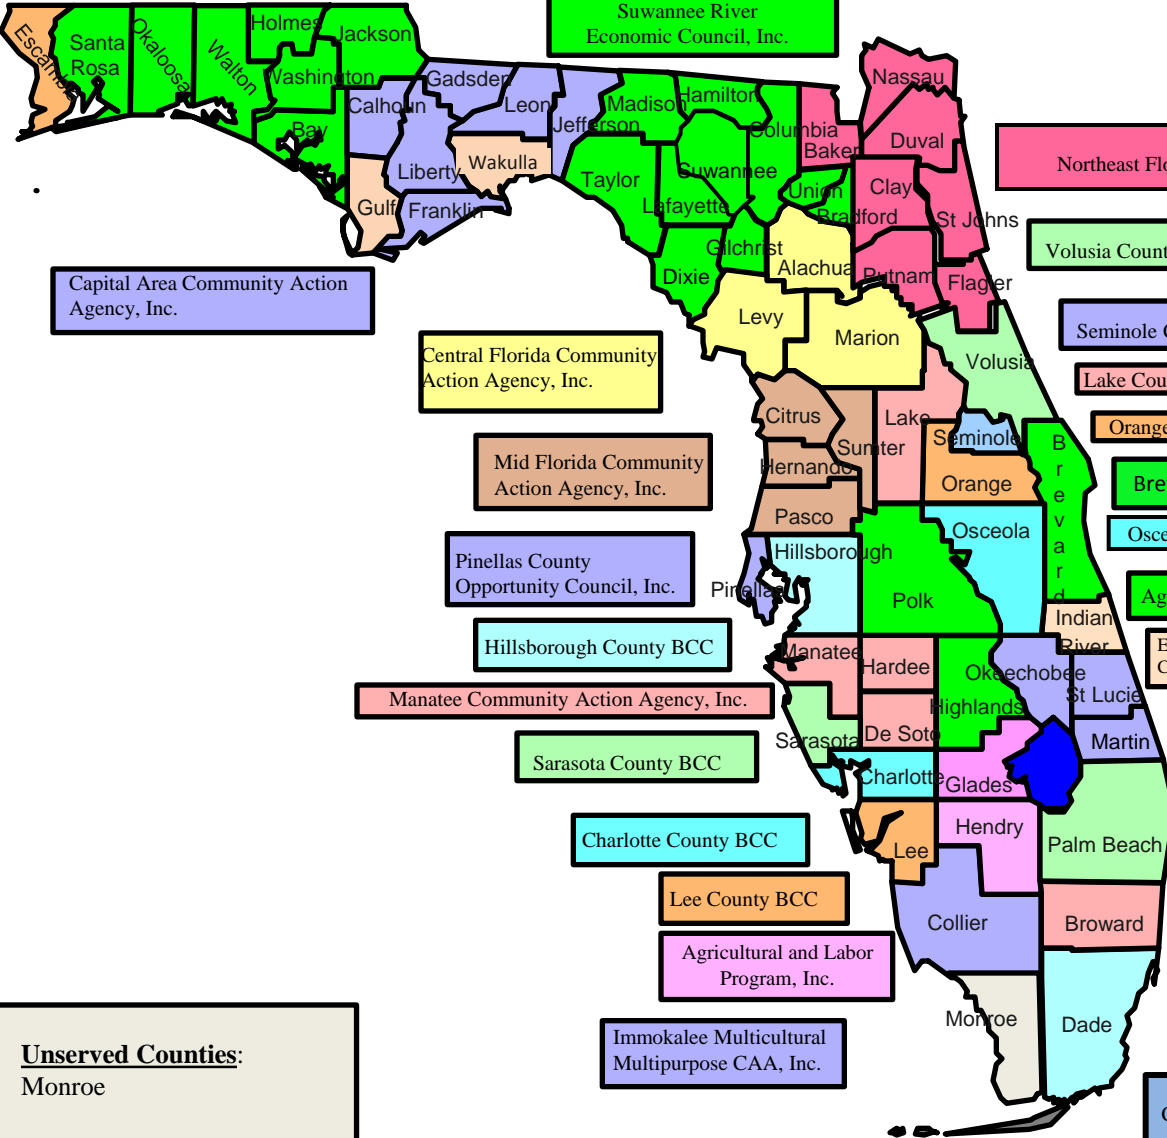 Suwannee River
Economic Council, Inc.
Escambia
Santa
Rosa
Okaloosa
Walton
Holmes
Jackson
Washington
Bay
Calhoun
Gadsden
Leon
Liberty
Gulf
Franklin
Wakulla
Jefferson
Madison
Hamilton
Taylor
Suwannee
Lafayette
Columbia
Baker
Nassau
Duval
Union
Bradford
Clay
St Johns
Gilchrist
Dixie
Alachua
Putnam
Flagler
Levy
Marion
Volusia
Citrus
Sumter
Lake
Seminole
Hernando
Orange
Pasco
B
r
e
v
a
r
d
Osceola
Hillsborough
Pinellas
Polk
Indian
River
Manatee
Hardee
Okeechobee
St Lucie
Highlands
Sarasota
De Soto
Martin
Charlotte
Glades
Lee
Hendry
Palm Beach
Collier
Broward
Monroe
Dade
Northeast Flo
Volusia Count
Seminole C
Lake Cou
Orange
Bre
Osce
Ag
E
C
Capital Area Community Action
Agency, Inc.
Central Florida Community
Action Agency, Inc.
Mid Florida Community
Action Agency, Inc.
Pinellas County
Opportunity Council, Inc.
Hillsborough County BCC
Manatee Community Action Agency, Inc.
Sarasota County BCC
Charlotte County BCC
Lee County BCC
Agricultural and Labor
Program, Inc.
Immokalee Multicultural
Multipurpose CAA, Inc.
Unserved Counties:
Monroe